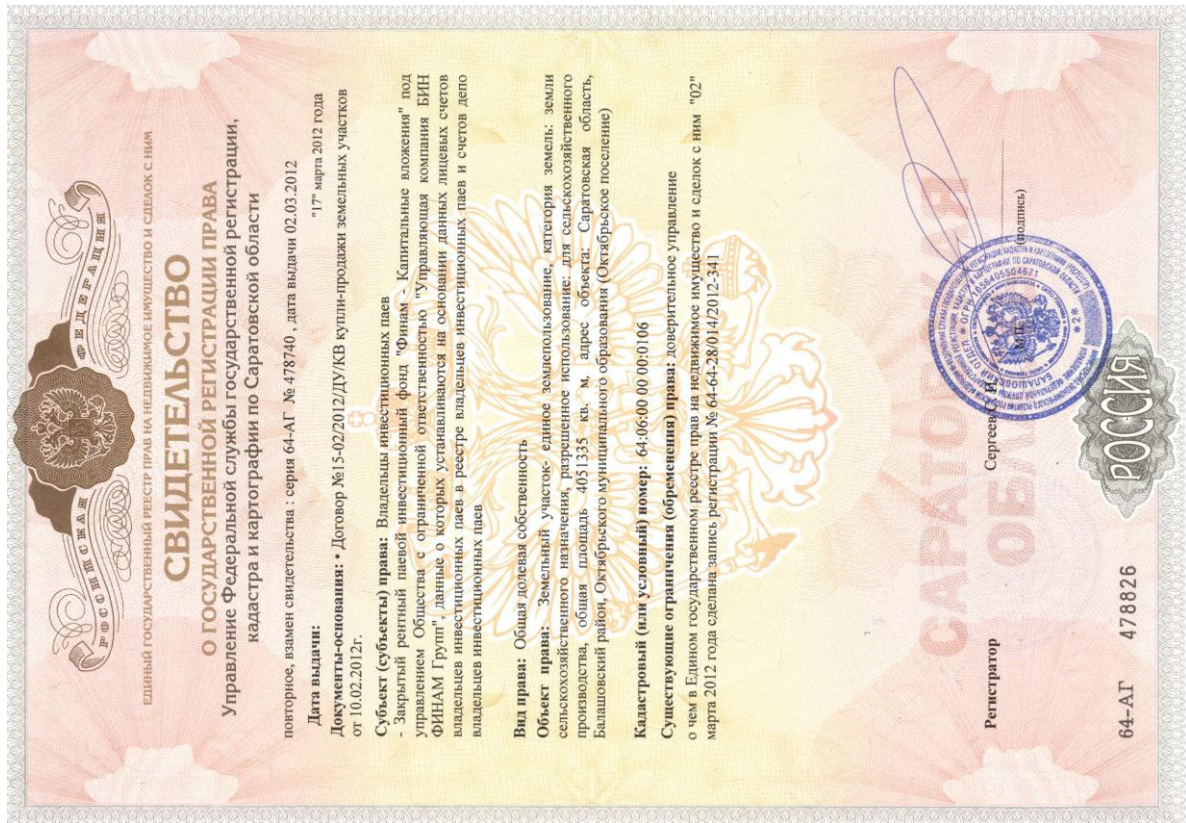 РОССИЙСКАЯ ФЕДЕРАЦИЯ
ЕДИНЫЙ ГОСУДАРСТВЕННЫЙ РЕЕСТР ПРАВ НА НЕДВИЖИМОЕ ИМУЩЕСТВО И СДЕЛОК С НИМ
СВИДЕТЕЛЬСТВО
О ГОСУДАРСТВЕННОЙ РЕГИСТРАЦИИ ПРАВА
Управление Федеральной службы государственной регистрации,
кадастра и картографии по Саратовской области
повторное, взамен свидетельства : серия 64-АГ № 478740 , дата выдачи 02.03.2012
Дата выдачи: "17" марта 2012 года
Документы-основания: • Договор №15-02/2012/ДУ/КВ купли-продажи земельных участков
от 10.02.2012г.
Субъект (субъекты) права: Владельцы инвестиционных паев
- Закрытый рентный паевой инвестиционный фонд "Финам - Капитальные вложения" под
управлением Общества с ограниченной ответственностью "Управляющая компания БИН
ФИНАМ Групп", данные о которых устанавливаются на основании данных лицевых счетов
владельцев инвестиционных паев в реестре владельцев инвестиционных паев и счетов депо
владельцев инвестиционных паев
Вид права: Общая долевая собственность
Объект права: Земельный участок- единое землепользование, категория земель: земли
сельскохозяйственного назначения, разрешенное использование: для сельскохозяйственного
производства, общая площадь 4051335 кв. м, адрес объекта: Саратовская область,
Балашовский район, Октябрьского муниципального образования (Октябрьское поселение)
Кадастровый (или условный) номер: 64:06:00 00 00:0106
Существующие ограничения (обременения) права: доверительное управление
о чем в Едином государственном реестре прав на недвижимое имущество и сделок с ним "02"
марта 2012 года сделана запись регистрации № 64-64-28/014/2012-341
САРАТОВСКАЯ
ОБЛ
Регистратор Сергеев С.И. м.п. (подпись)
БАЛАШОВСКИЙ ОТДЕЛ * ОГРН 1056405504671
*2*
64-АГ 478826
РОССИЯ